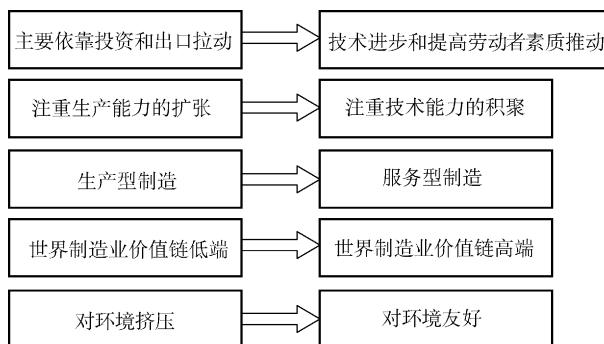 主要依靠投资和出口拉动
技术进步和提高劳动者素质推动
注重生产能力的扩张
注重技术能力的积聚
生产型制造
服务型制造
世界制造业价值链低端
世界制造业价值链高端
对环境挤压
对环境友好